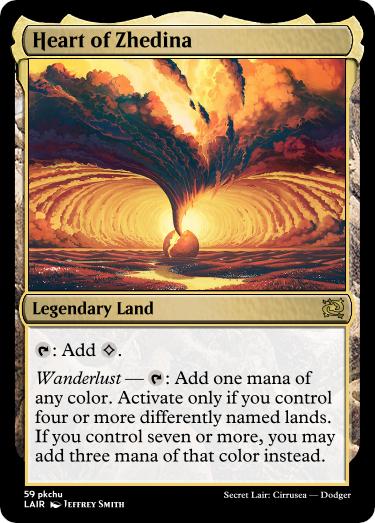 Heart of Zhedina
Legendary Land
: Add .
Wanderlust — : Add one mana of
any color. Activate only if you control
four or more differently named lands.
If you control seven or more, you may
add three mana of that color instead.
59 pkchu
LAIR Jeffrey Smith
Secret Lair: Cirrusea — Dodger